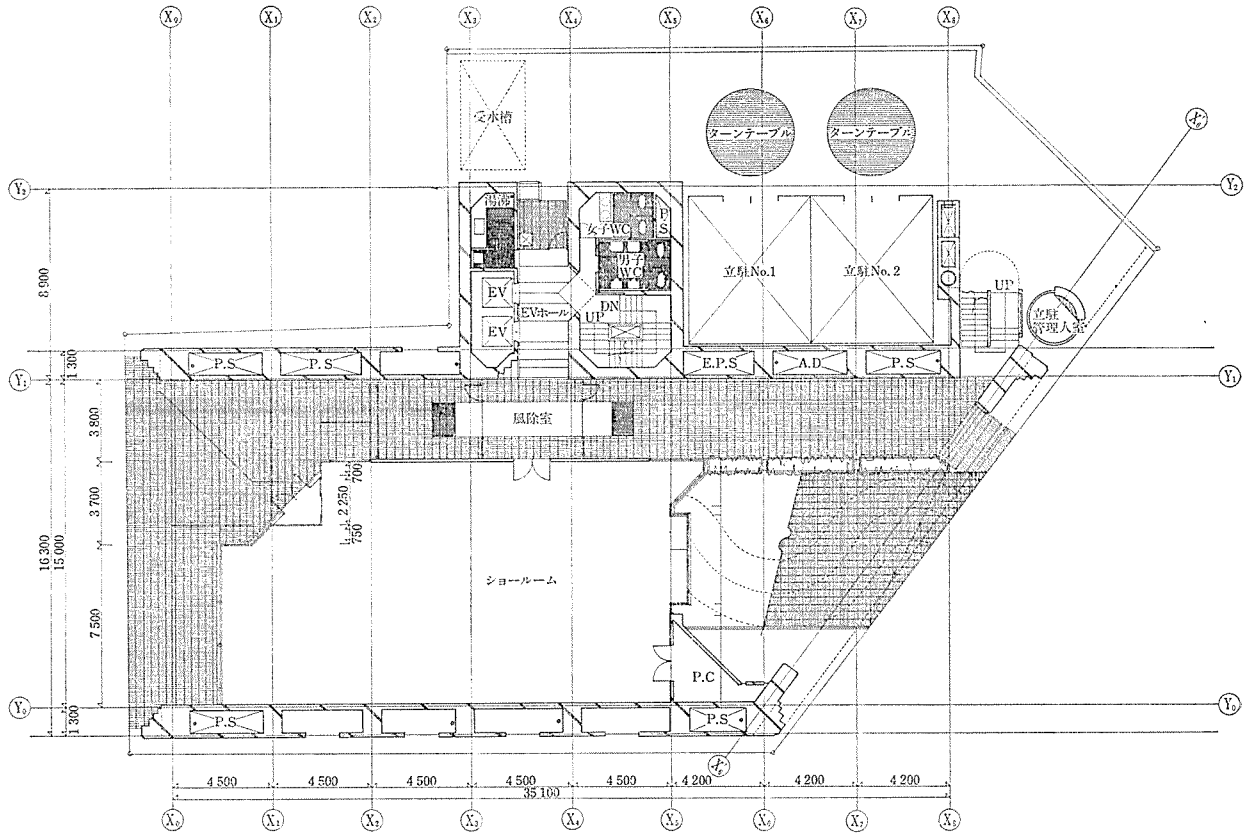 X₀ X₁ X₂ X₃ X₄ X₅ X₆ X₇ X₈
受水槽
ターンテーブル ターンテーブル
Y₂ Y₂
湯沸
女子WC
P.S
男子WC
立駐No.1 立駐No.2
EV
EV
EVホール
DN
UP
UP
立駐
管理人室
P.S P.S E.P.S A.D P.S
Y₁ Y₁
風除室
8 900
1 300
3 800
3 700
7 500
16 300
15 000
1 300
700
2 250
750
ショールーム
P.C
Y₀ Y₀
P.S P.S
4 500 4 500 4 500 4 500 4 500 4 200 4 200 4 200
35 100
X₀ X₁ X₂ X₃ X₄ X₅ X₆ X₇ X₈